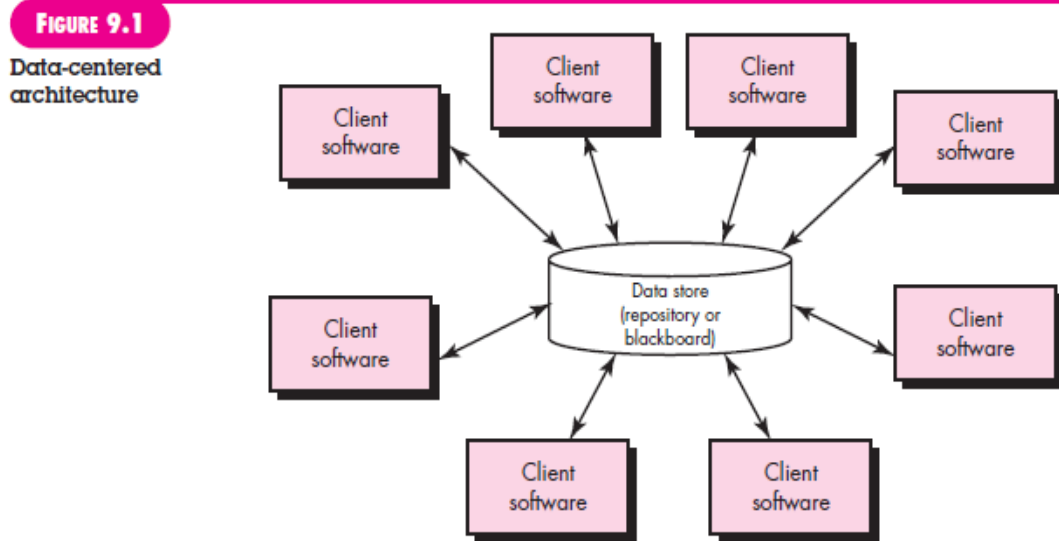 FIGURE 9.1
Data-centered
architecture
Client
software
Client
software
Client
software
Client
software
Data store
(repository or
blackboard)
Client
software
Client
software
Client
software
Client
software